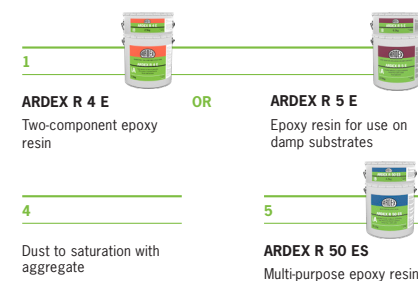 1
ARDEX R 4 E
Two-component epoxy
resin
OR
ARDEX R 5 E
Epoxy resin for use on
damp substrates
4
Dust to saturation with
aggregate
5
ARDEX R 50 ES
Multi-purpose epoxy resin